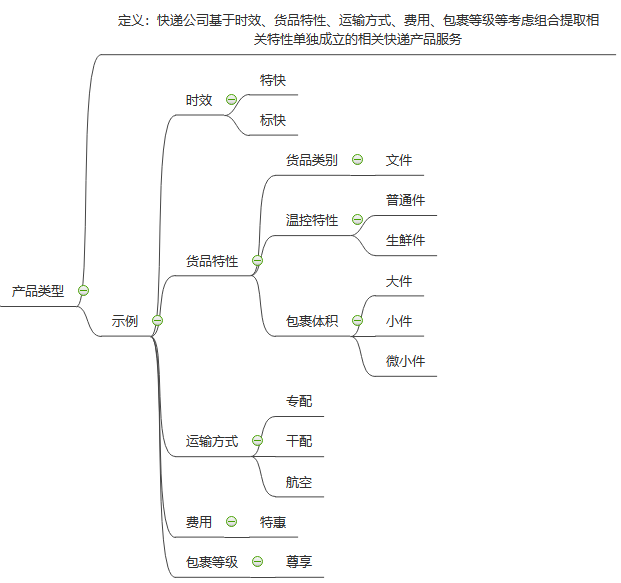 定义：快递公司基于时效、货品特性、运输方式、费用、包裹等级等考虑组合提取相
关特性单独成立的相关快递产品服务
特快
时效
标快
货品类别
文件
普通件
温控特性
生鲜件
货品特性
大件
产品类型
示例
包裹体积
小件
微小件
专配
运输方式
干配
航空
费用
特惠
包裹等级
尊享